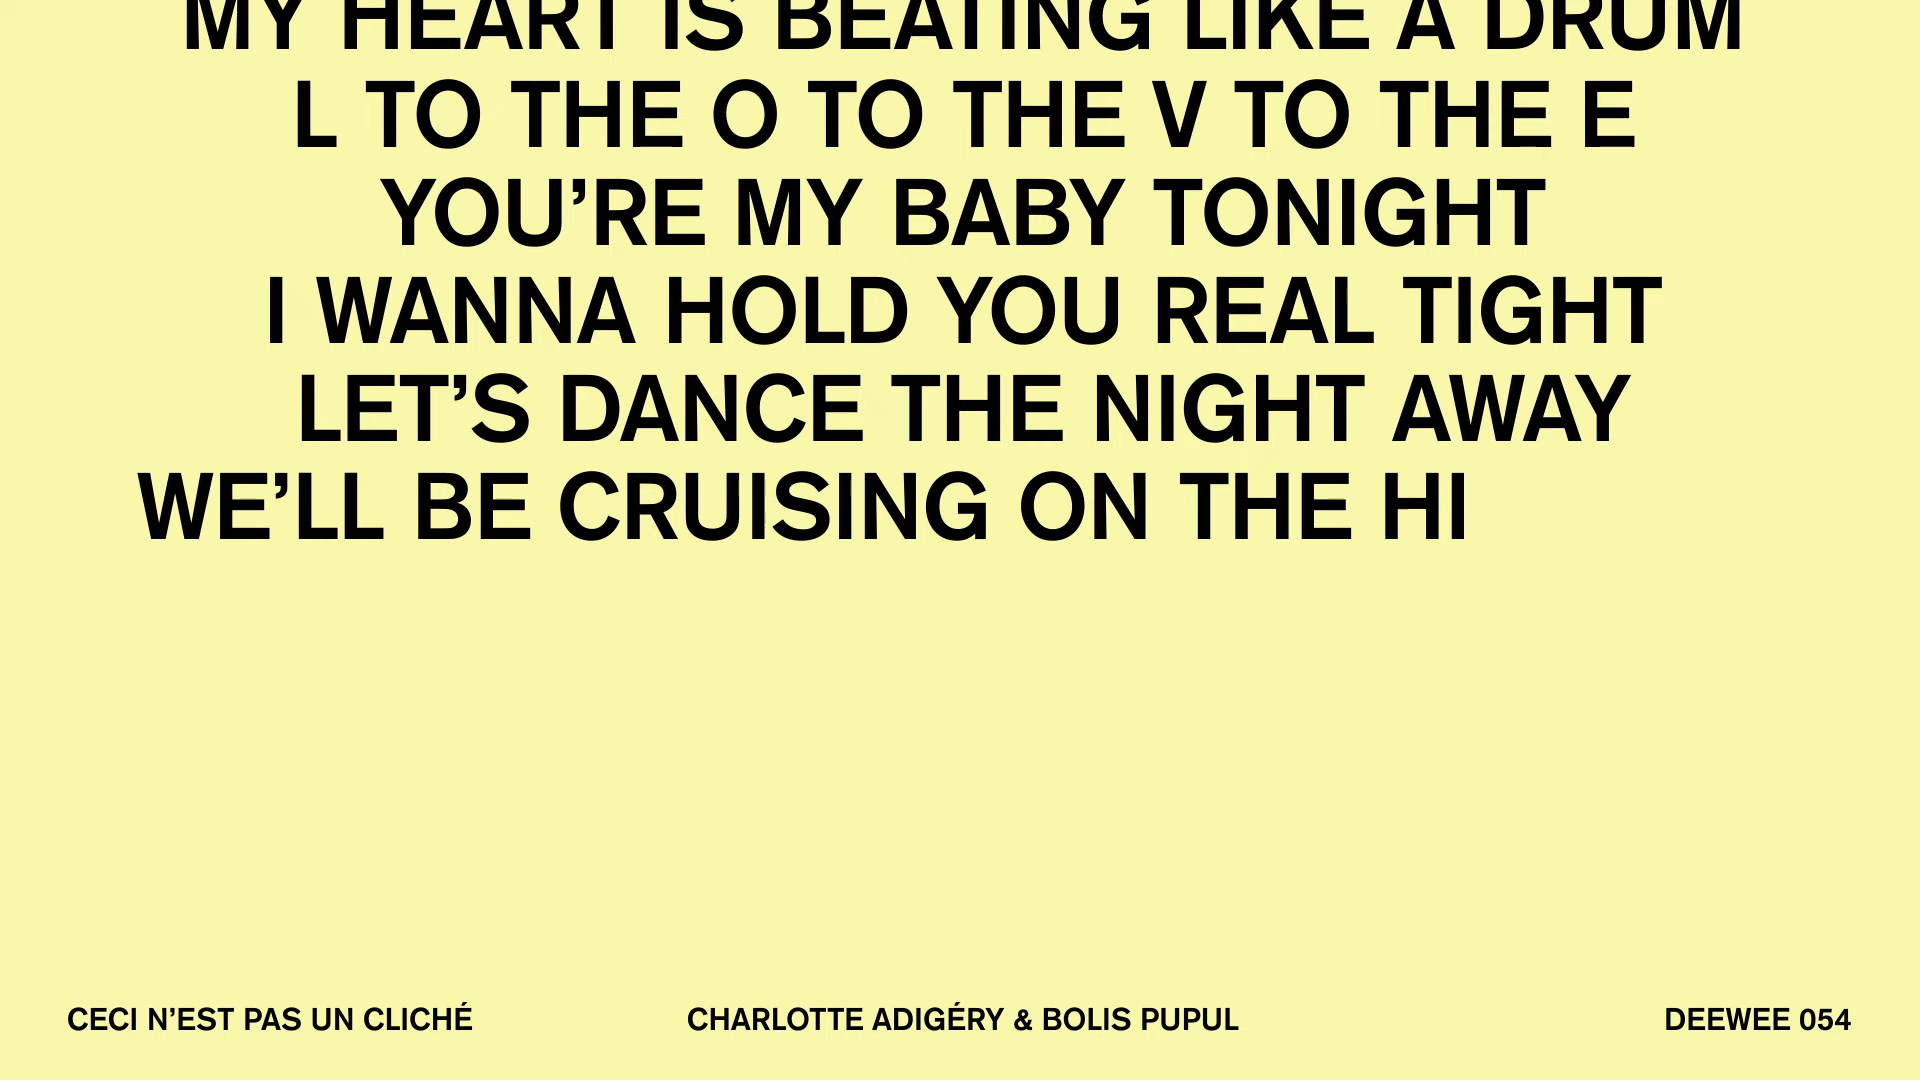 MY HEART IS BEATING LIKE A DRUM
L TO THE O TO THE V TO THE E
YOU’RE MY BABY TONIGHT
I WANNA HOLD YOU REAL TIGHT
LET’S DANCE THE NIGHT AWAY
WE’LL BE CRUISING ON THE HI
CECI N’EST PAS UN CLICHÉ
CHARLOTTE ADIGÉRY & BOLIS PUPUL
DEEWEE 054